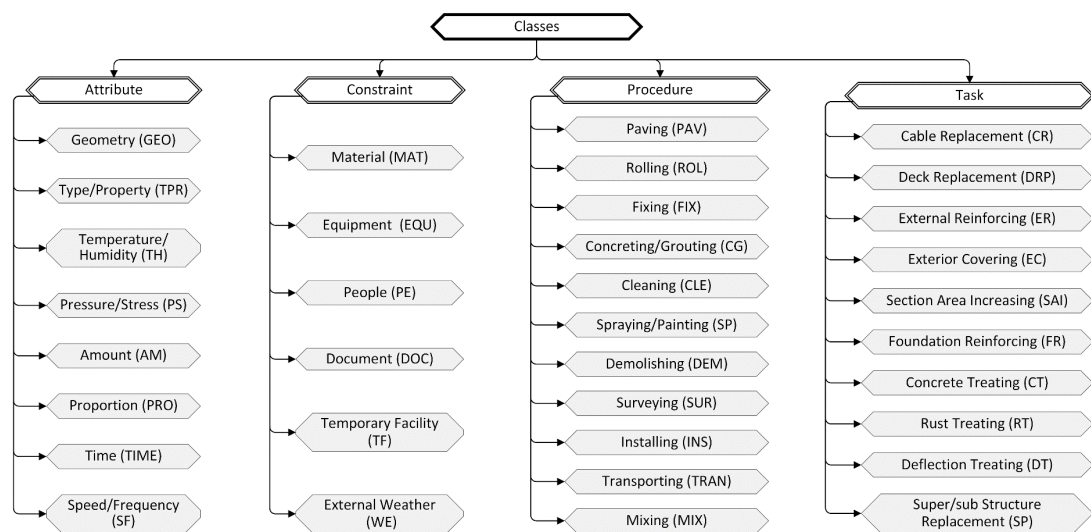 Classes
Attribute
Geometry (GEO)
Type/Property (TPR)
Temperature/
Humidity (TH)
Pressure/Stress (PS)
Amount (AM)
Proportion (PRO)
Time (TIME)
Speed/Frequency
(SF)
Constraint
Material (MAT)
Equipment (EQU)
People (PE)
Document (DOC)
Temporary Facility
(TF)
External Weather
(WE)
Procedure
Paving (PAV)
Rolling (ROL)
Fixing (FIX)
Concreting/Grouting (CG)
Cleaning (CLE)
Spraying/Painting (SP)
Demolishing (DEM)
Surveying (SUR)
Installing (INS)
Transporting (TRAN)
Mixing (MIX)
Task
Cable Replacement (CR)
Deck Replacement (DRP)
External Reinforcing (ER)
Exterior Covering (EC)
Section Area Increasing (SAI)
Foundation Reinforcing (FR)
Concrete Treating (CT)
Rust Treating (RT)
Deflection Treating (DT)
Super/sub Structure
Replacement (SP)